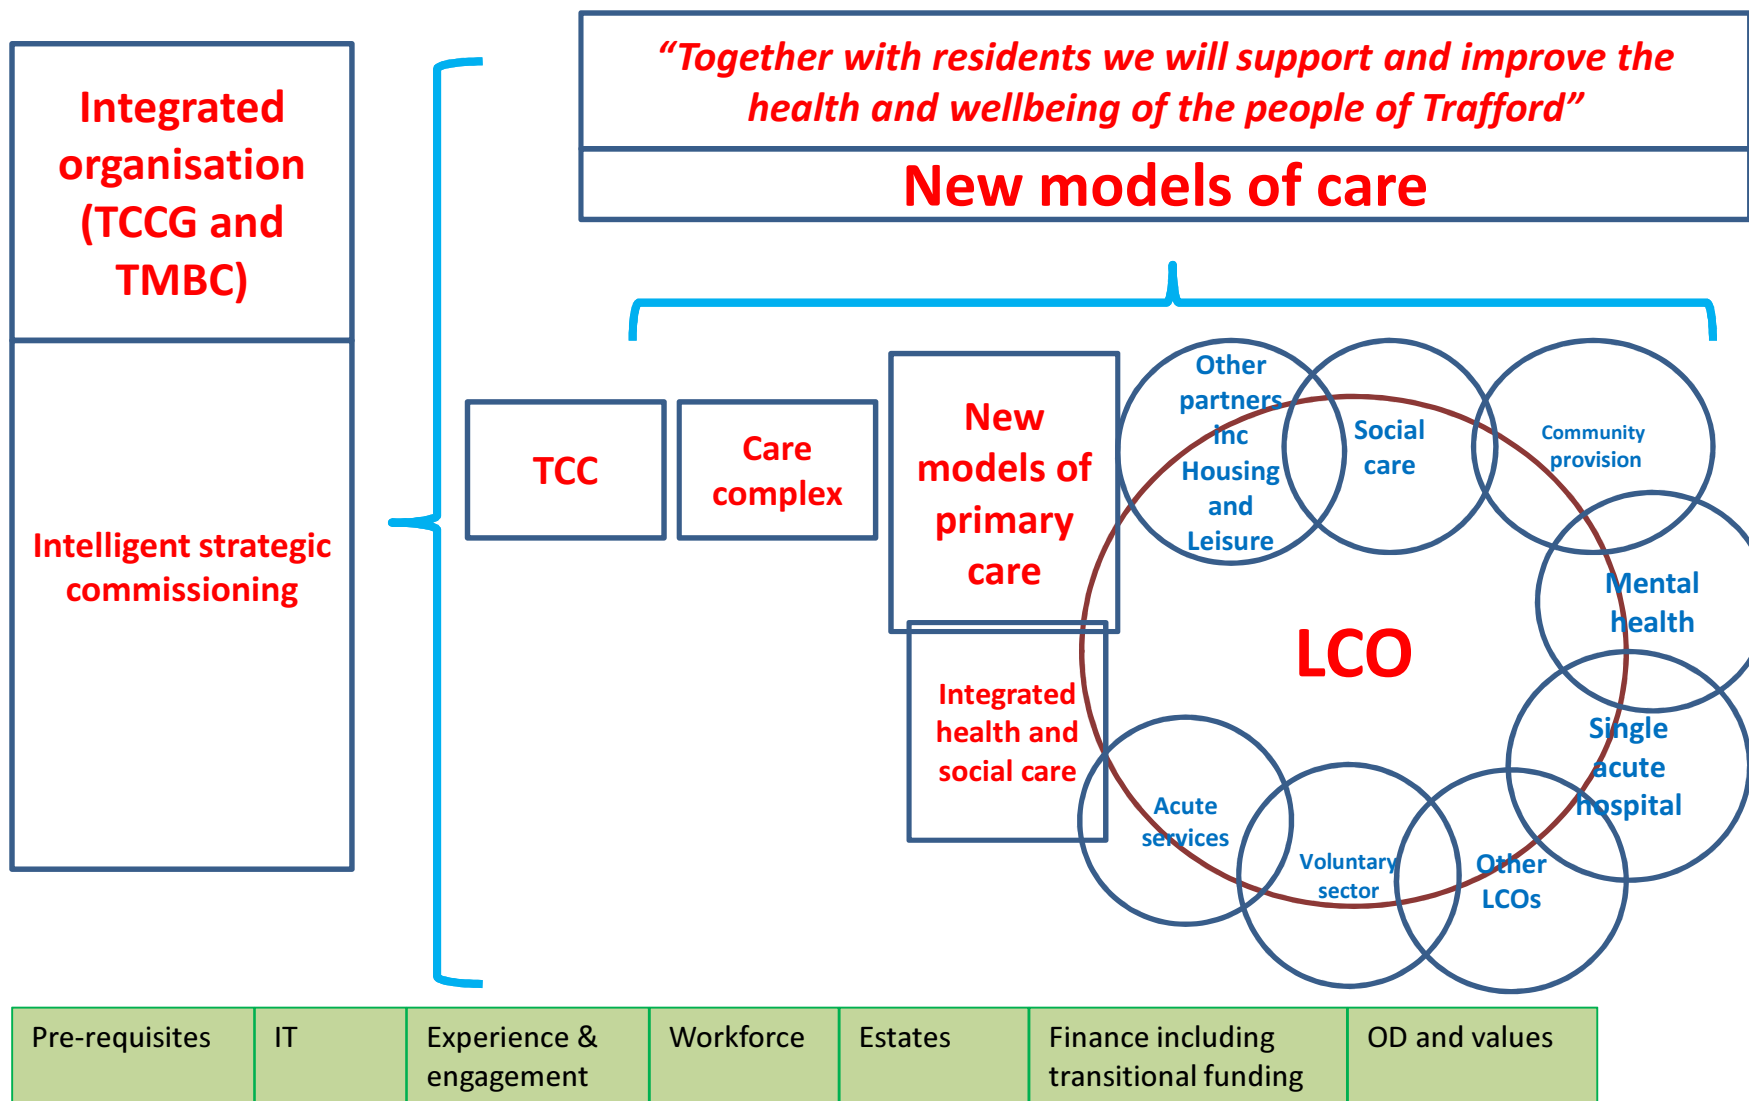 Integrated
organisation
(TCCG and
TMBC)
Intelligent strategic
commissioning
“Together with residents we will support and improve the
health and wellbeing of the people of Trafford”
New models of care
TCC
Care
complex
New
models of
primary
care
Integrated
health and
social care
Other
partners
inc
Housing
and
Leisure
Social
care
Community
provision
Mental
health
LCO
Single
acute
hospital
Acute
services
Voluntary
sector
Other
LCOs
Pre-requisites
IT
Experience &
engagement
Workforce
Estates
Finance including
transitional funding
OD and values